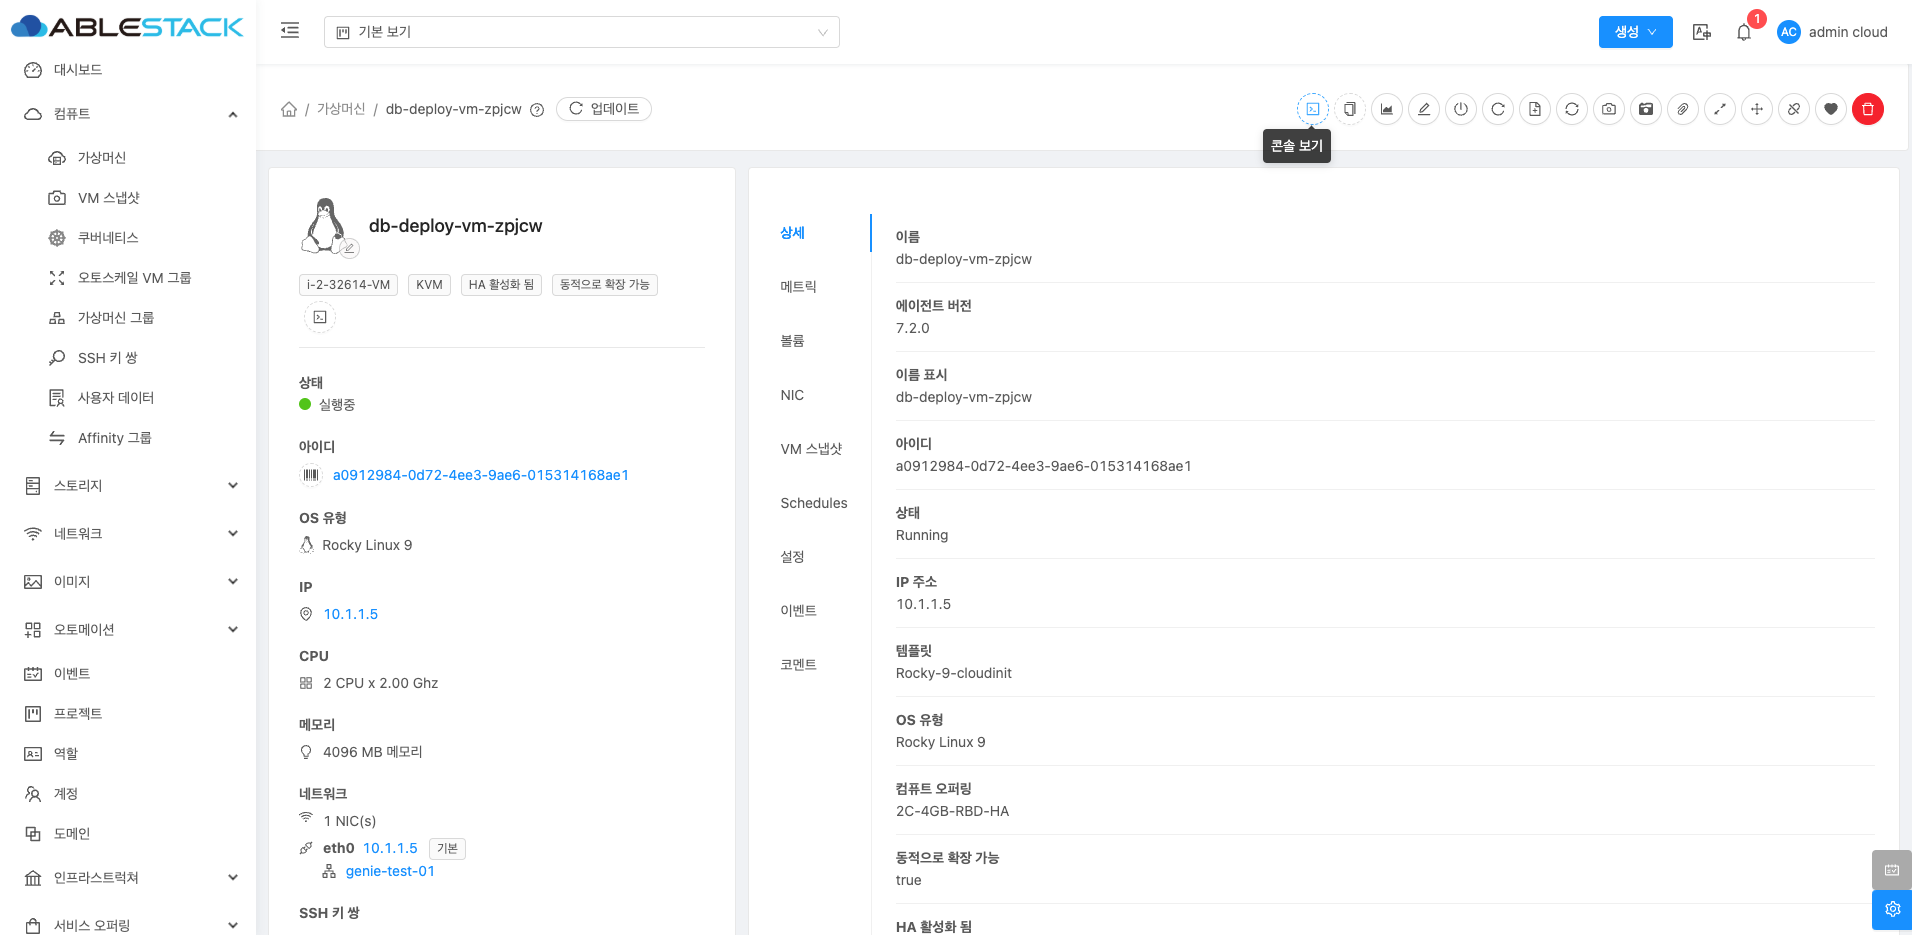 ABLESTACK
기본 보기
생성
1
AC
admin cloud
대시보드
컴퓨트
가상머신
VM 스냅샷
쿠버네티스
오토스케일 VM 그룹
가상머신 그룹
SSH 키 쌍
사용자 데이터
Affinity 그룹
스토리지
네트워크
이미지
오토메이션
이벤트
프로젝트
역할
계정
도메인
인프라스트럭쳐
서비스 오퍼링
/ 가상머신 / db-deploy-vm-zpjcw
업데이트
콘솔 보기
db-deploy-vm-zpjcw
i-2-32614-VM
KVM
HA 활성화 됨
동적으로 확장 가능
상태
실행중
아이디
a0912984-0d72-4ee3-9ae6-015314168ae1
OS 유형
Rocky Linux 9
IP
10.1.1.5
CPU
2 CPU x 2.00 Ghz
메모리
4096 MB 메모리
네트워크
1 NIC(s)
eth0 10.1.1.5 기본
genie-test-01
SSH 키 쌍
상세
메트릭
볼륨
NIC
VM 스냅샷
Schedules
설정
이벤트
코멘트
이름
db-deploy-vm-zpjcw
에이전트 버전
7.2.0
이름 표시
db-deploy-vm-zpjcw
아이디
a0912984-0d72-4ee3-9ae6-015314168ae1
상태
Running
IP 주소
10.1.1.5
템플릿
Rocky-9-cloudinit
OS 유형
Rocky Linux 9
컴퓨트 오퍼링
2C-4GB-RBD-HA
동적으로 확장 가능
true
HA 활성화 됨